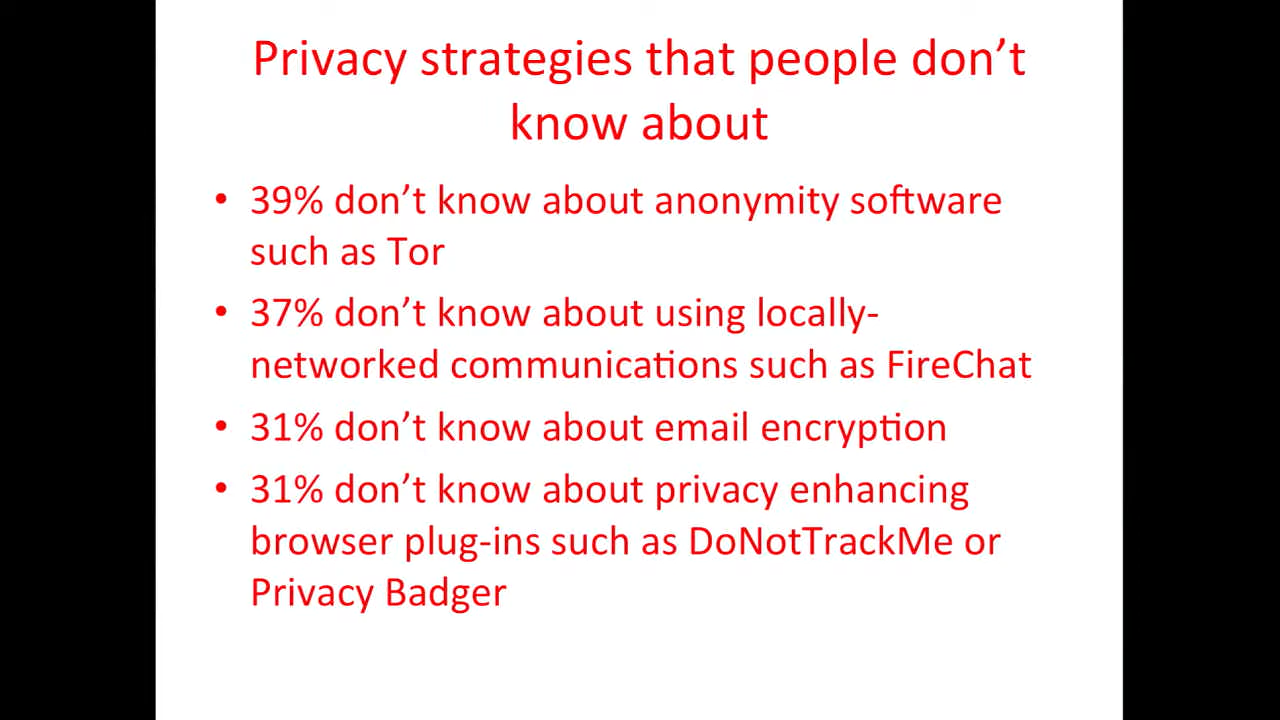 Privacy strategies that people don’t
know about
• 39% don’t know about anonymity software
such as Tor
• 37% don’t know about using locally-
networked communications such as FireChat
• 31% don’t know about email encryption
• 31% don’t know about privacy enhancing
browser plug-ins such as DoNotTrackMe or
Privacy Badger